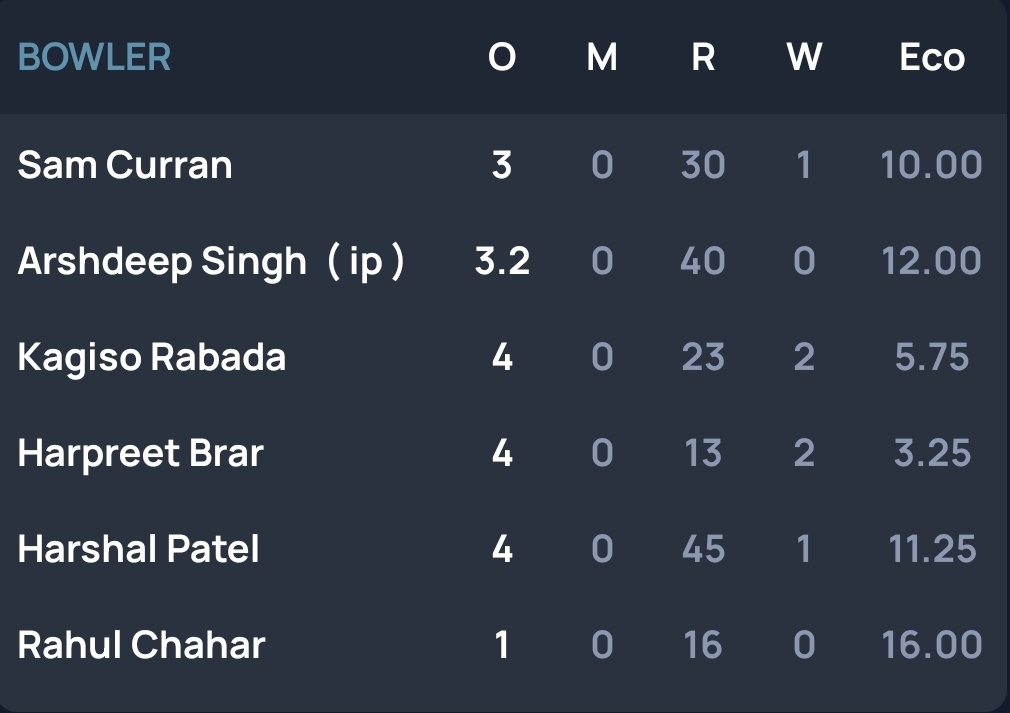 BOWLER O M R W Eco
Sam Curran 3 0 30 1 10.00
Arshdeep Singh ( ip ) 3.2 0 40 0 12.00
Kagiso Rabada 4 0 23 2 5.75
Harpreet Brar 4 0 13 2 3.25
Harshal Patel 4 0 45 1 11.25
Rahul Chahar 1 0 16 0 16.00